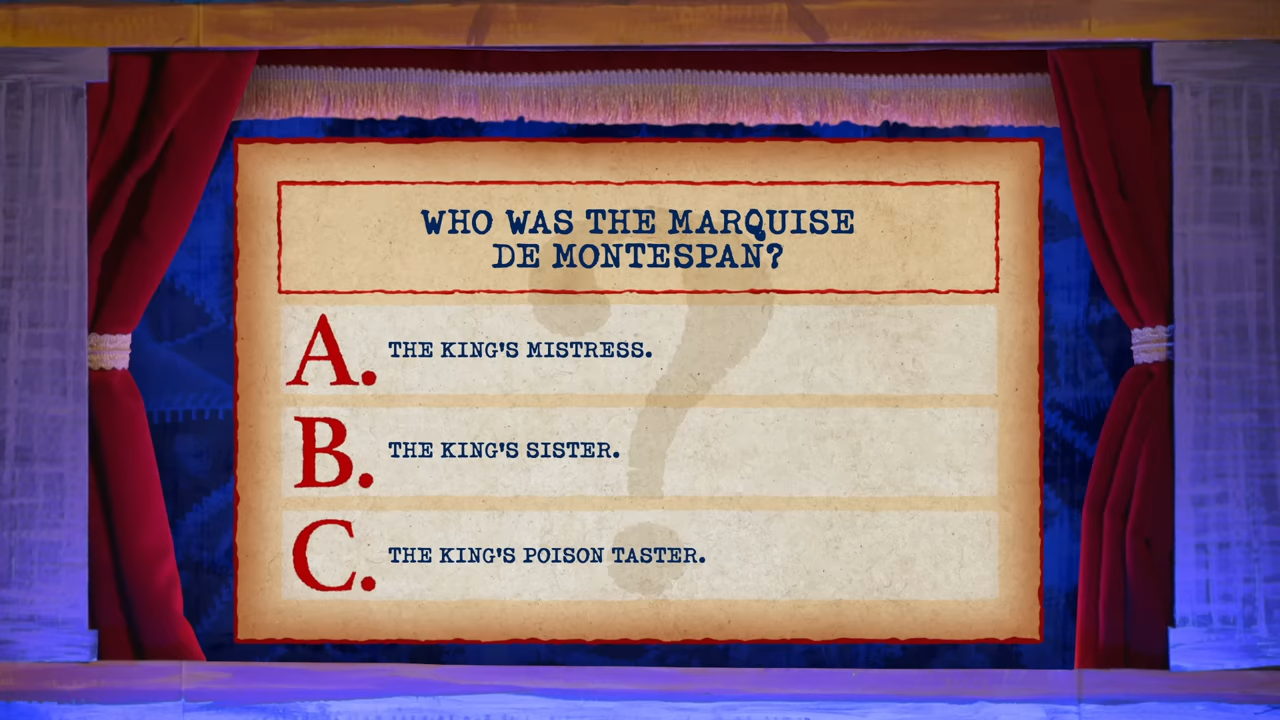 WHO WAS THE MARQUISE
DE MONTESPAN?
A. THE KING'S MISTRESS.
B. THE KING'S SISTER.
C. THE KING'S POISON TASTER.